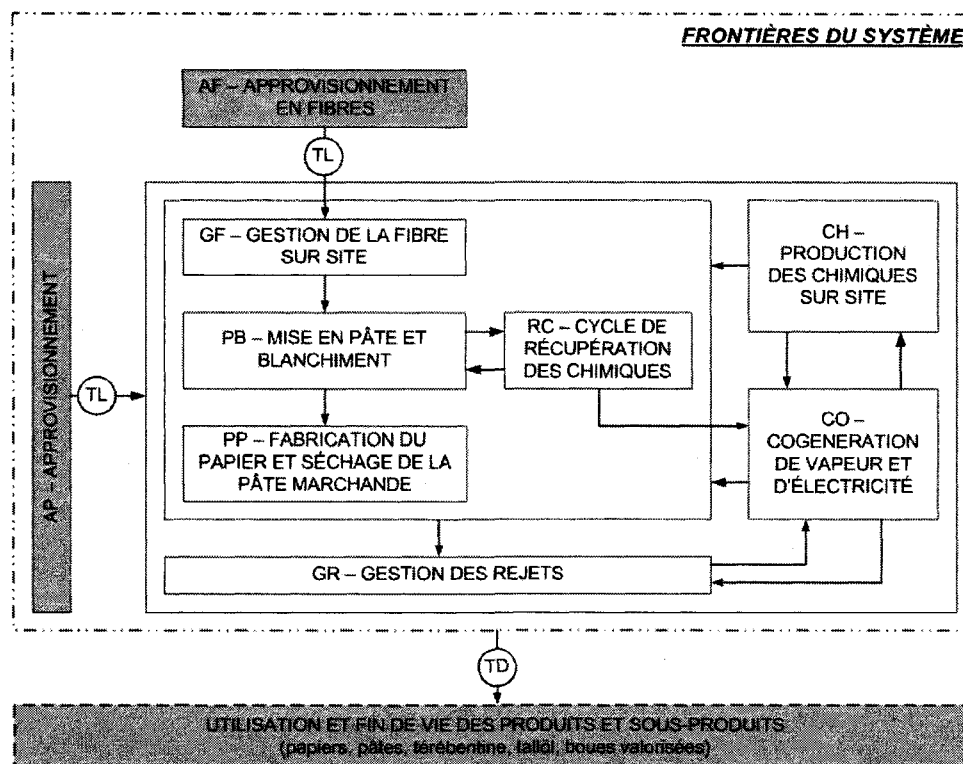 FRONTIÈRES DU SYSTÈME
AF – APPROVISIONNEMENT
EN FIBRES
TL
AP – APPROVISIONNEMENT
TL
GF – GESTION DE LA FIBRE
SUR SITE
CH –
PRODUCTION
DES CHIMIQUES
SUR SITE
PB – MISE EN PÂTE ET
BLANCHIMENT
RC – CYCLE DE
RÉCUPÉRATION
DES CHIMIQUES
PP – FABRICATION DU
PAPIER ET SÉCHAGE DE LA
PÂTE MARCHANDE
CO –
COGENERATION
DE VAPEUR ET
D'ÉLECTRICITÉ
GR – GESTION DES REJETS
TD
UTILISATION ET FIN DE VIE DES PRODUITS ET SOUS-PRODUITS
(papiers, pâtes, térébentine, tallöl, boues valorisées)